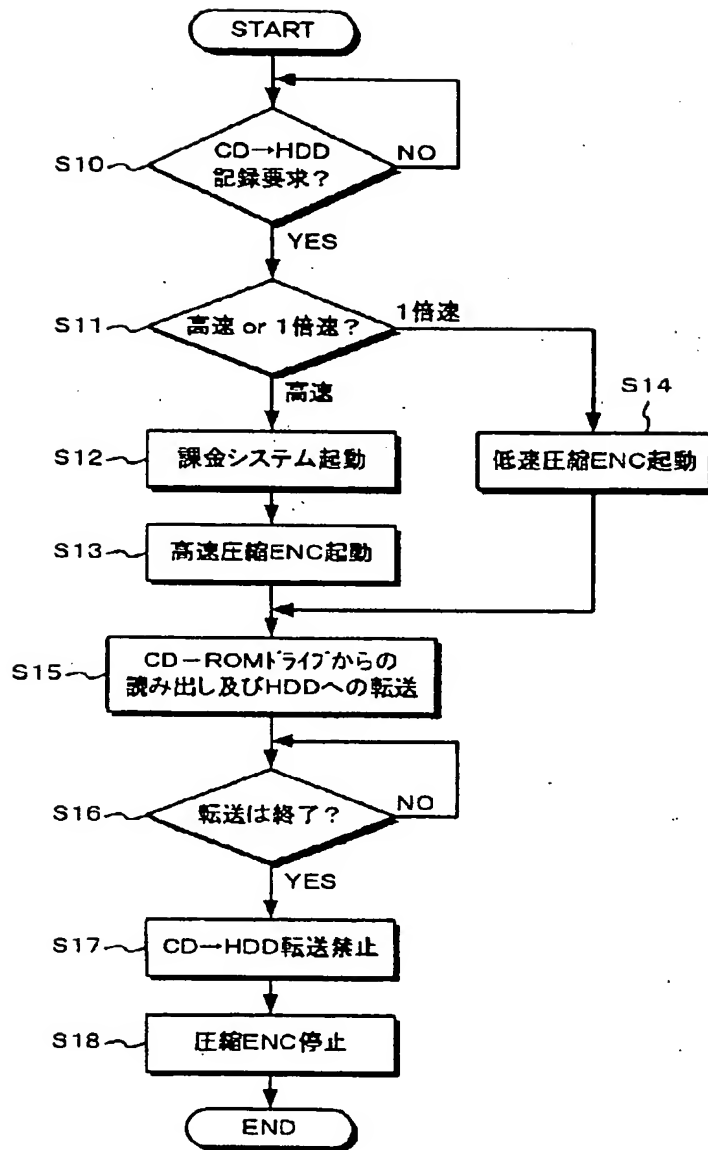 START
S10
CD→HDD
記録要求？
NO
YES
S11
高速 or 1倍速？
1倍速
高速
S14
S12
課金システム起動
低速圧縮ENC起動
S13
高速圧縮ENC起動
S15
CD－ROMドライブからの
読み出し及びHDDへの転送
S16
転送は終了？
NO
YES
S17
CD→HDD転送禁止
S18
圧縮ENC停止
END